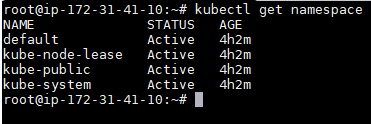 root@ip-172-31-41-10:~# kubectl get namespace
NAME              STATUS   AGE
default           Active   4h2m
kube-node-lease   Active   4h2m
kube-public       Active   4h2m
kube-system       Active   4h2m
root@ip-172-31-41-10:~#